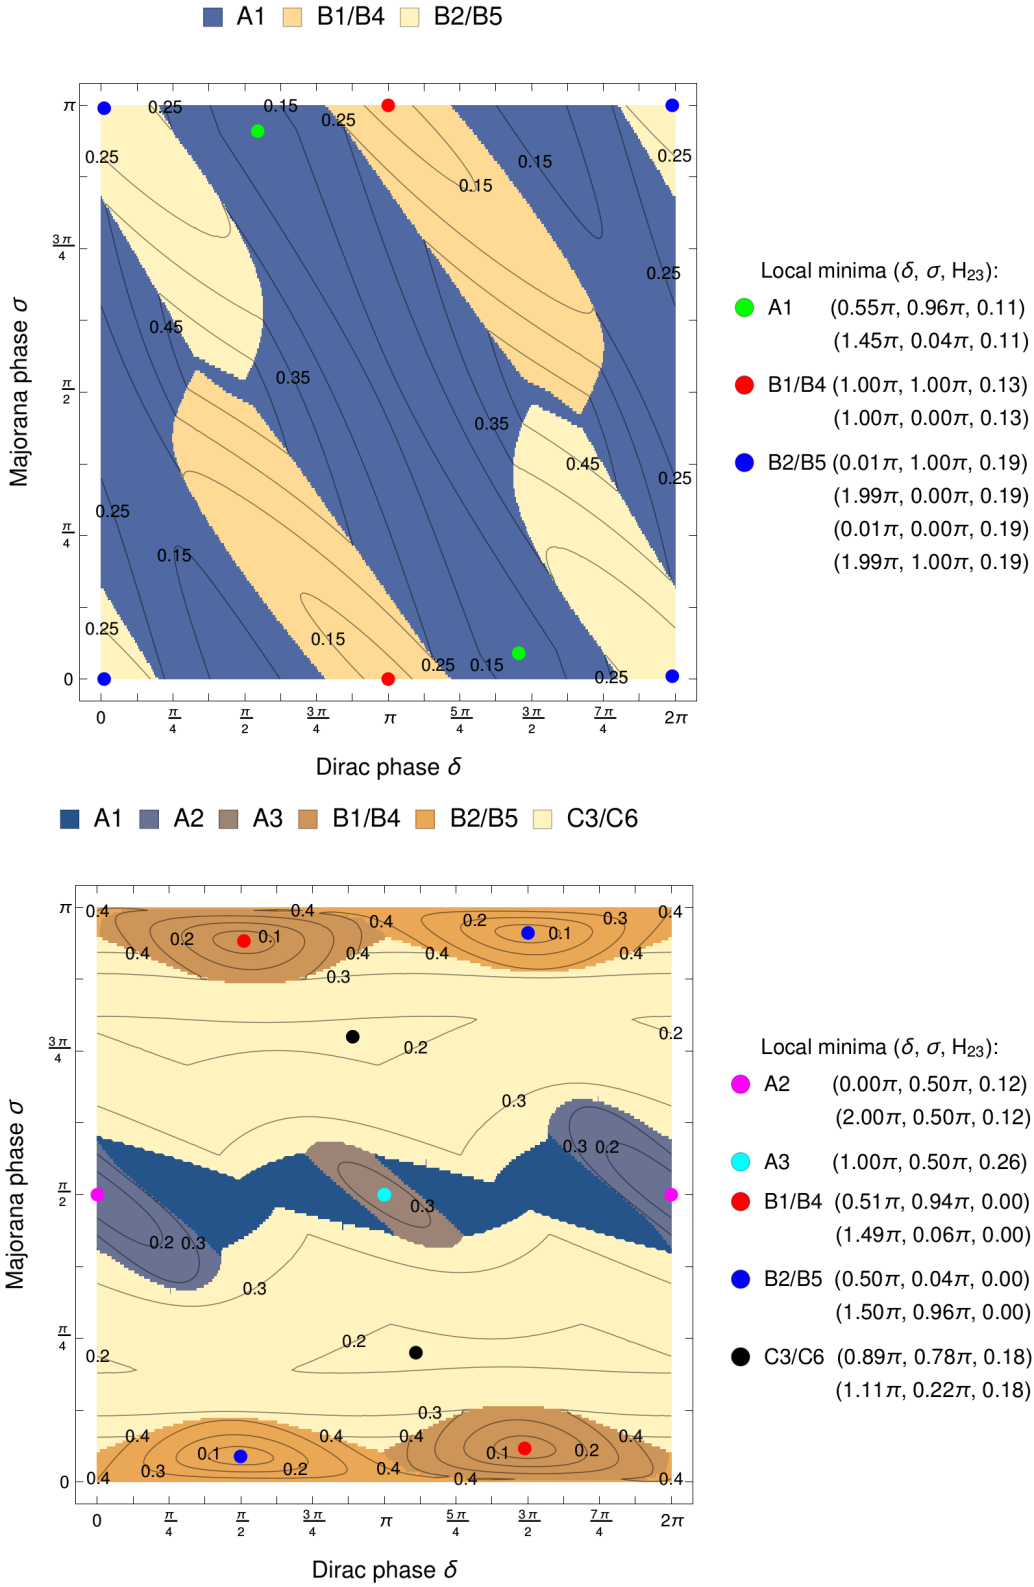 A1 B1/B4 B2/B5
π 0.25 0.15 0.25
0.25 0.15 0.15 0.25
3π/4
0.25
Majorana phase σ
0.45
π/2 0.35
0.35
0.45
0.25
0.25
π/4
0.15
0.25 0.15
0.25 0.15
0 0.25
0 π/4 π/2 3π/4 π 5π/4 3π/2 7π/4 2π
Dirac phase δ
Local minima (δ, σ, H₂₃):
A1 (0.55π, 0.96π, 0.11)
(1.45π, 0.04π, 0.11)
B1/B4 (1.00π, 1.00π, 0.13)
(1.00π, 0.00π, 0.13)
B2/B5 (0.01π, 1.00π, 0.19)
(1.99π, 0.00π, 0.19)
(0.01π, 0.00π, 0.19)
(1.99π, 1.00π, 0.19)
A1 A2 A3 B1/B4 B2/B5 C3/C6
π 0.4 0.4 0.4 0.2 0.3 0.4
0.2 0.1 0.1
0.4 0.4 0.4 0.4
0.3
3π/4 0.2 0.2
0.3
0.3 0.2
Majorana phase σ
π/2 0.3
0.2 0.3
0.3
π/4 0.2
0.2
0.3
0.4 0.4 0.4 0.4
0.1 0.1 0.2
0.3 0.2 0.4
0 0.4 0.4 0.4
0 π/4 π/2 3π/4 π 5π/4 3π/2 7π/4 2π
Dirac phase δ
Local minima (δ, σ, H₂₃):
A2 (0.00π, 0.50π, 0.12)
(2.00π, 0.50π, 0.12)
A3 (1.00π, 0.50π, 0.26)
B1/B4 (0.51π, 0.94π, 0.00)
(1.49π, 0.06π, 0.00)
B2/B5 (0.50π, 0.04π, 0.00)
(1.50π, 0.96π, 0.00)
C3/C6 (0.89π, 0.78π, 0.18)
(1.11π, 0.22π, 0.18)